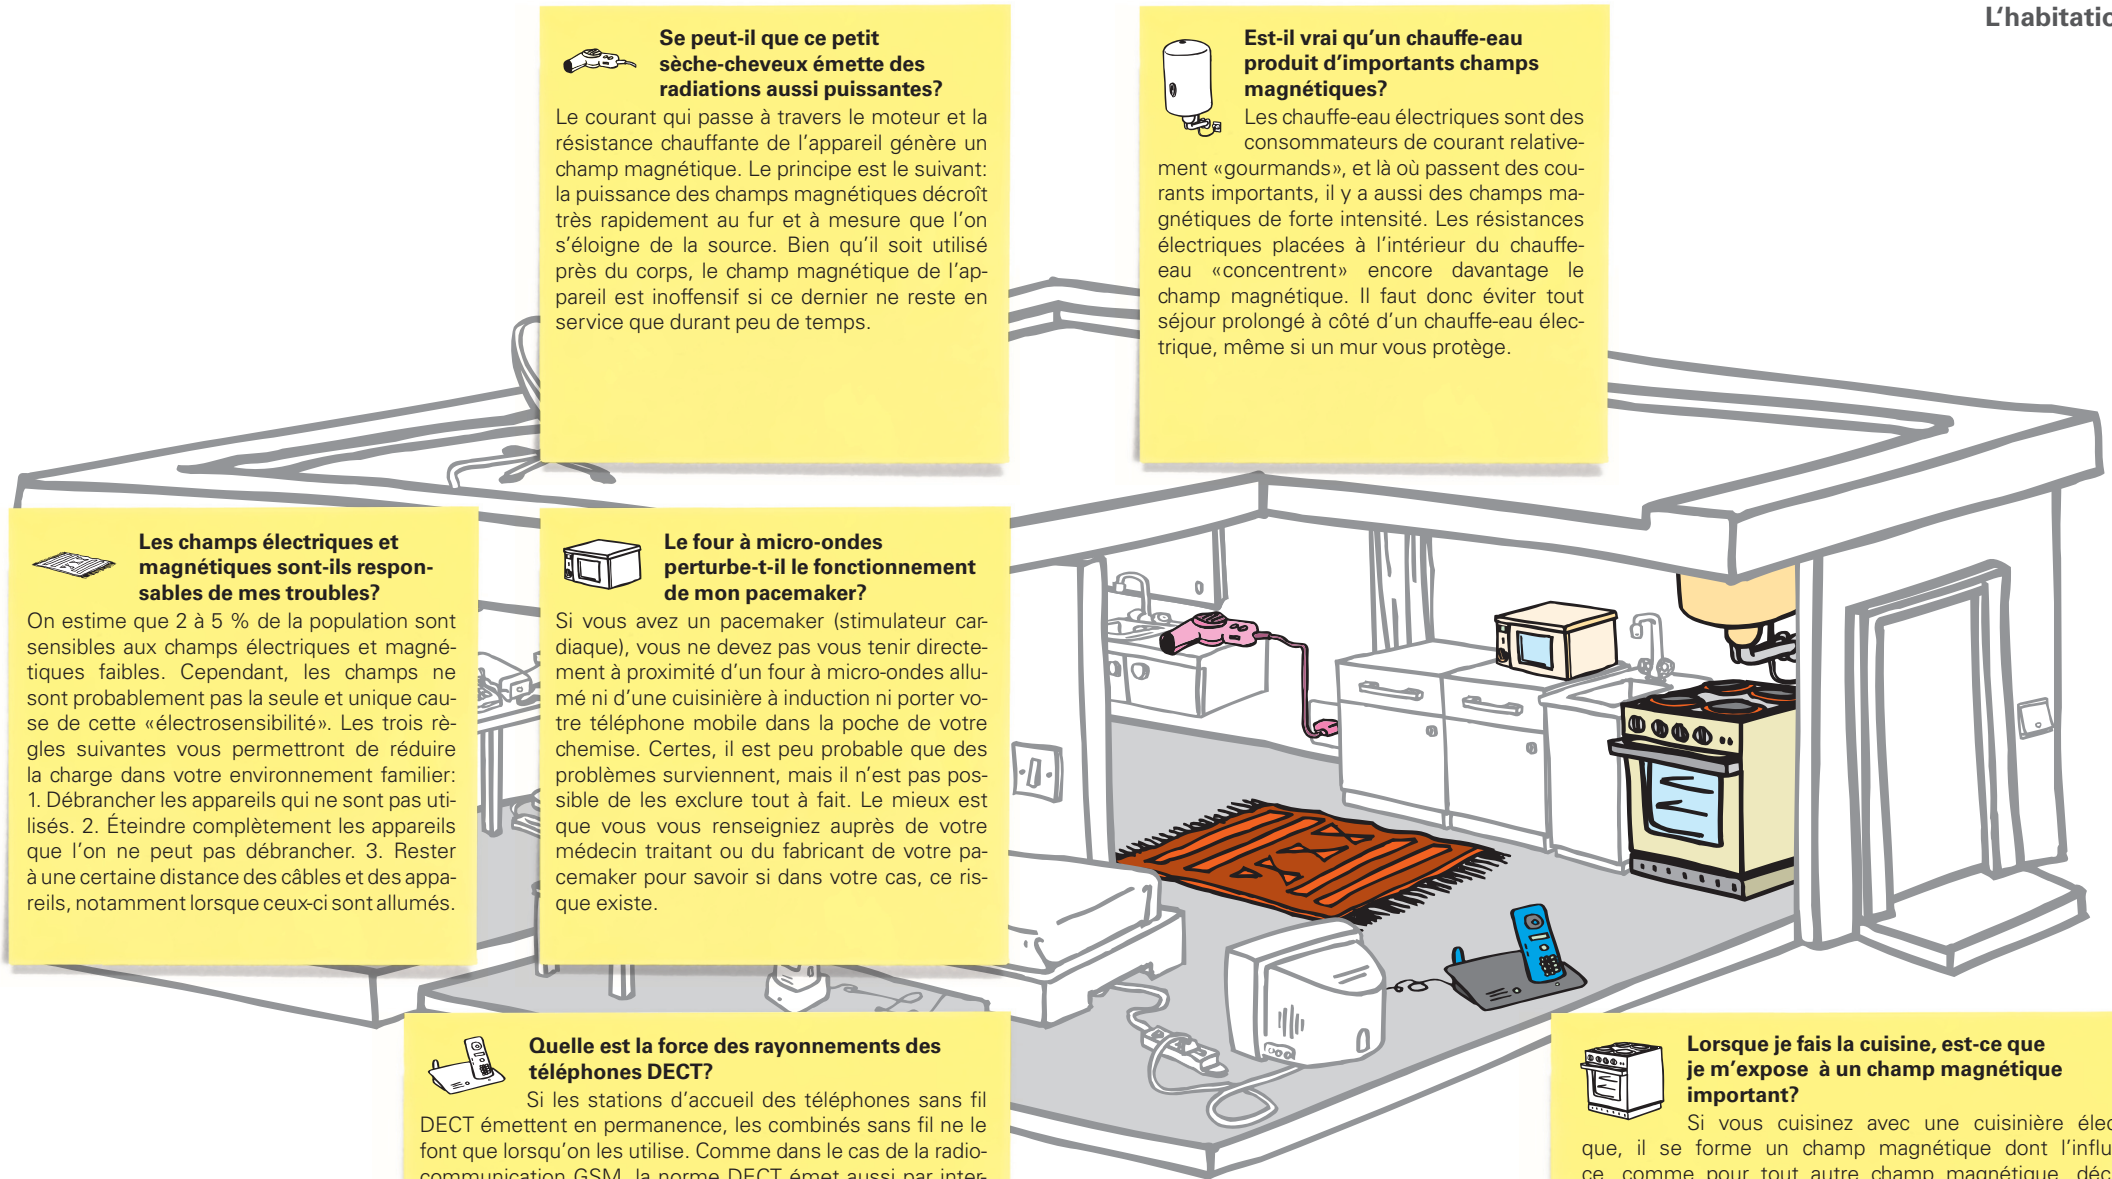 L'habitatio
Se peut-il que ce petit
sèche-cheveux émette des
radiations aussi puissantes?
Le courant qui passe à travers le moteur et la
résistance chauffante de l'appareil génère un
champ magnétique. Le principe est le suivant:
la puissance des champs magnétiques décroît
très rapidement au fur et à mesure que l'on
s'éloigne de la source. Bien qu'il soit utilisé
près du corps, le champ magnétique de l'ap-
pareil est inoffensif si ce dernier ne reste en
service que durant peu de temps.
Est-il vrai qu'un chauffe-eau
produit d'importants champs
magnétiques?
Les chauffe-eau électriques sont des
consommateurs de courant relative-
ment «gourmands», et là où passent des cou-
rants importants, il y a aussi des champs ma-
gnétiques de forte intensité. Les résistances
électriques placées à l'intérieur du chauffe-
eau «concentrent» encore davantage le
champ magnétique. Il faut donc éviter tout
séjour prolongé à côté d'un chauffe-eau élec-
trique, même si un mur vous protège.
Les champs électriques et
magnétiques sont-ils respon-
sables de mes troubles?
On estime que 2 à 5 % de la population sont
sensibles aux champs électriques et magné-
tiques faibles. Cependant, les champs ne
sont probablement pas la seule et unique cau-
se de cette «électrosensibilité». Les trois rè-
gles suivantes vous permettront de réduire
la charge dans votre environnement familier:
1. Débrancher les appareils qui ne sont pas uti-
lisés. 2. Éteindre complètement les appareils
que l'on ne peut pas débrancher. 3. Rester
à une certaine distance des câbles et des appa-
reils, notamment lorsque ceux-ci sont allumés.
Le four à micro-ondes
perturbe-t-il le fonctionnement
de mon pacemaker?
Si vous avez un pacemaker (stimulateur car-
diaque), vous ne devez pas vous tenir directe-
ment à proximité d'un four à micro-ondes allu-
mé ni d'une cuisinière à induction ni porter vo-
tre téléphone mobile dans la poche de votre
chemise. Certes, il est peu probable que des
problèmes surviennent, mais il n'est pas pos-
sible de les exclure tout à fait. Le mieux est
que vous vous renseigniez auprès de votre
médecin traitant ou du fabricant de votre pa-
cemaker pour savoir si dans votre cas, ce ris-
que existe.
Quelle est la force des rayonnements des
téléphones DECT?
Si les stations d'accueil des téléphones sans fil
DECT émettent en permanence, les combinés sans fil ne le
font que lorsqu'on les utilise. Comme dans le cas de la radio-
communication GSM, la norme DECT émet aussi par inter-
Lorsque je fais la cuisine, est-ce que
je m'expose à un champ magnétique
important?
Si vous cuisinez avec une cuisinière élec
que, il se forme un champ magnétique dont l'influ
ce, comme pour tout autre champ magnétique, déc